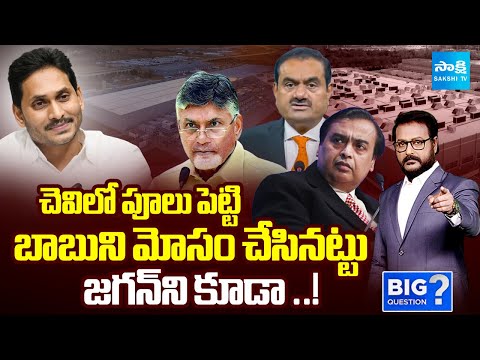 సాక్షి
SAKSHI TV
చెవిలో పూలు పెట్టి
బాబుని మోసం చేసినట్టు
జగన్‌ని కూడా ..!
BIG
QUESTION
?